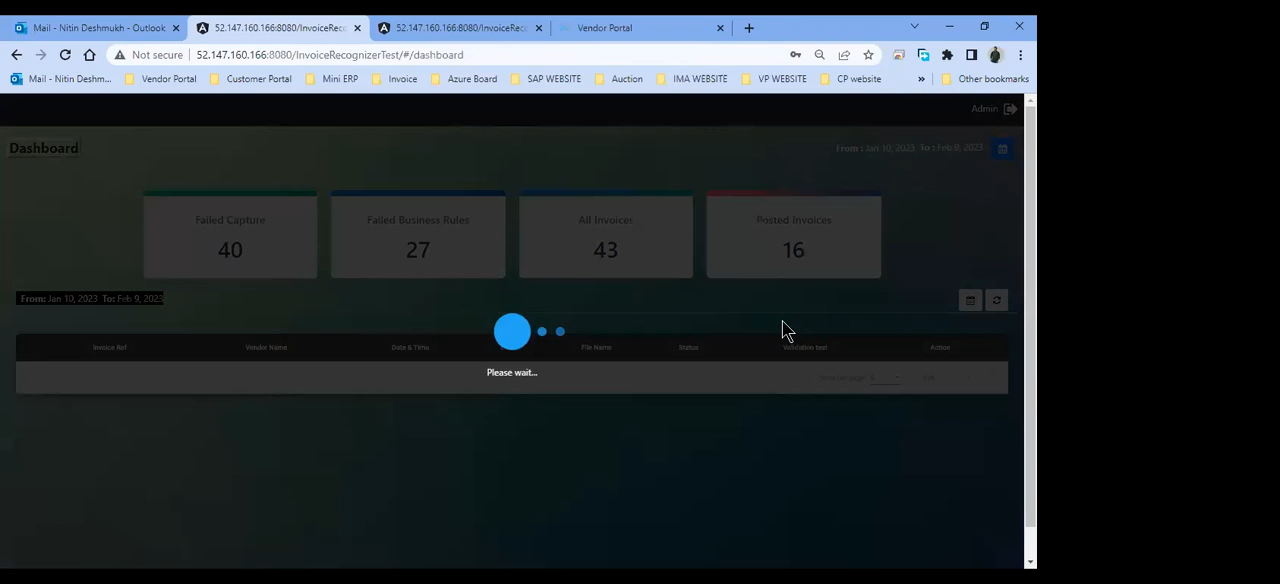 Mail - Nitin Deshmukh - Outlook
52.147.160.166:8080/InvoiceReco
52.147.160.166:8080/InvoiceRec
Vendor Portal
Not secure
52.147.160.166:8080/InvoiceRecognizerTest/#/dashboard
Mail - Nitin Deshm...
Vendor Portal
Customer Portal
Mini ERP
Invoice
Azure Board
SAP WEBSITE
Auction
IMA WEBSITE
VP WEBSITE
CP website
»
Other bookmarks
Admin
Dashboard
From : Jan 10, 2023 To : Feb 9, 2023
Failed Capture
40
Failed Business Rules
27
All Invoices
43
Posted Invoices
16
From: Jan 10, 2023 To: Feb 9, 2023
Invoice Ref
Vendor Name
Date & Time
File Name
Status
Validation test
Action
Please wait...